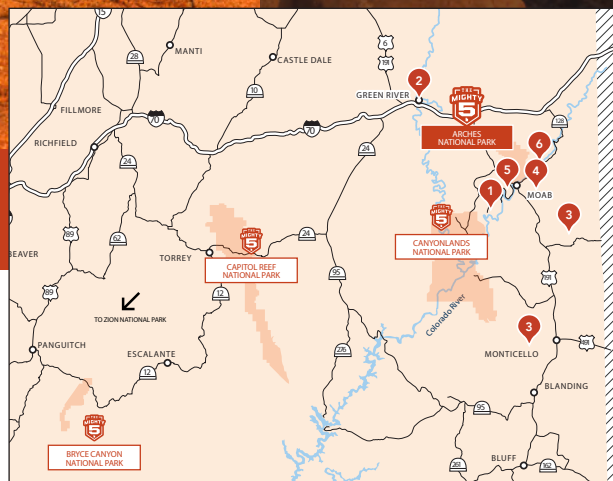 15
MANTI
28
6
191
CASTLE DALE
10
2
GREEN RIVER
THE
MIGHTY
5
ARCHES
NATIONAL PARK
FILLMORE
70
RICHFIELD
70
128
24
24
6
5
4
1
MOAB
3
THE
MIGHTY
5
CANYONLANDS
NATIONAL PARK
89
62
24
BEAVER
TORREY
THE
MIGHTY
5
CAPITOL REEF
NATIONAL PARK
95
191
89
12
TO ZION NATIONAL PARK
Colorado River
3
PANGUITCH
ESCALANTE
12
276
MONTICELLO
491
BLANDING
95
THE
MIGHTY
5
BRYCE CANYON
NATIONAL PARK
BLUFF
261
162